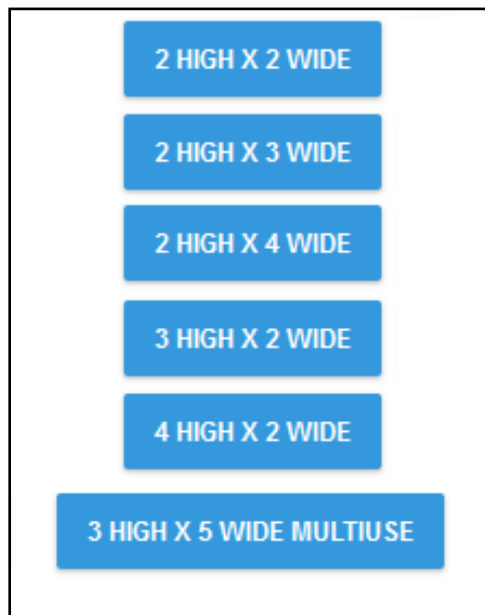 2 HIGH X 2 WIDE
2 HIGH X 3 WIDE
2 HIGH X 4 WIDE
3 HIGH X 2 WIDE
4 HIGH X 2 WIDE
3 HIGH X 5 WIDE MULTIUSE